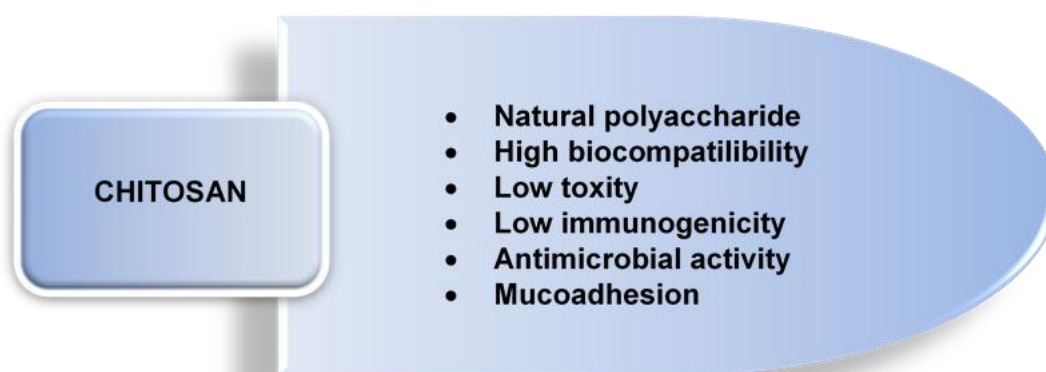 CHITOSAN
• Natural polyaccharide
• High biocompatilibility
• Low toxity
• Low immunogenicity
• Antimicrobial activity
• Mucoadhesion